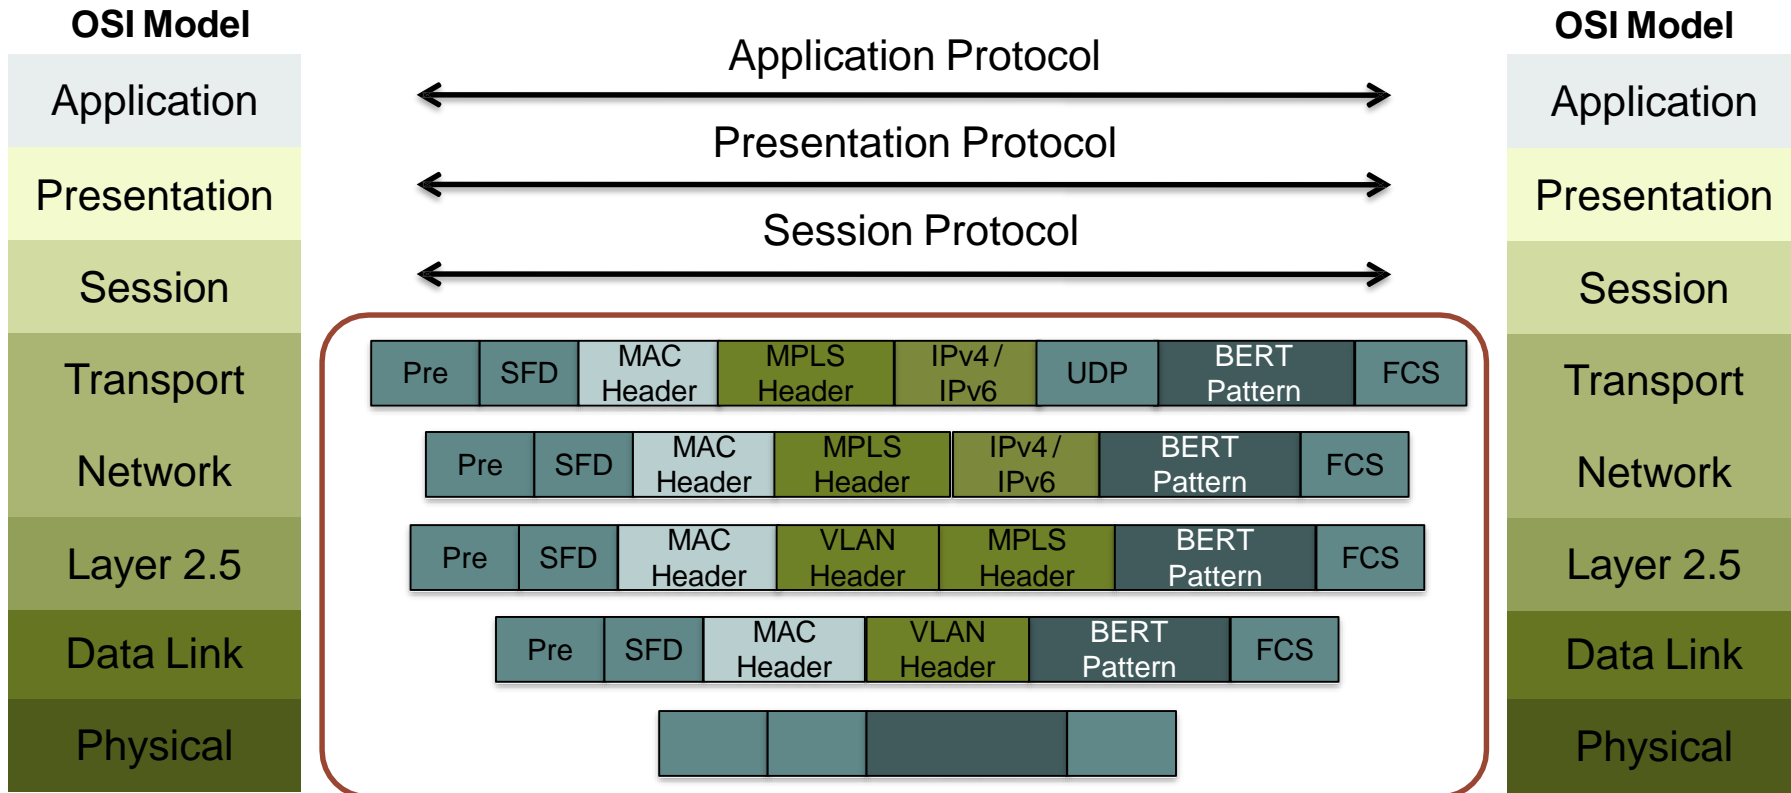 OSI Model
Application
Presentation
Session
Transport
Network
Layer 2.5
Data Link
Physical
Application Protocol
Presentation Protocol
Session Protocol
Pre
SFD
MAC
Header
MPLS
Header
IPv4 /
IPv6
UDP
BERT
Pattern
FCS
Pre
SFD
MAC
Header
MPLS
Header
IPv4 /
IPv6
BERT
Pattern
FCS
Pre
SFD
MAC
Header
VLAN
Header
MPLS
Header
BERT
Pattern
FCS
Pre
SFD
MAC
Header
VLAN
Header
BERT
Pattern
FCS
OSI Model
Application
Presentation
Session
Transport
Network
Layer 2.5
Data Link
Physical